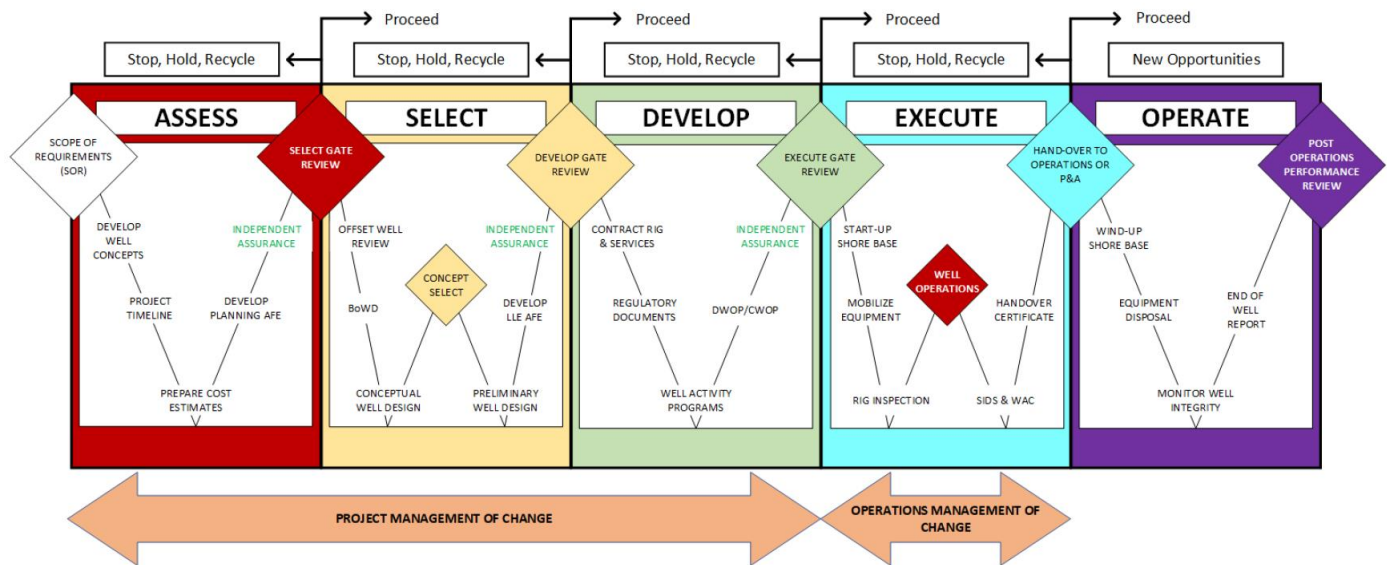 Proceed
Proceed
Proceed
Proceed
Stop, Hold, Recycle
Stop, Hold, Recycle
Stop, Hold, Recycle
Stop, Hold, Recycle
New Opportunities
ASSESS
SELECT
DEVELOP
EXECUTE
OPERATE
SCOPE OF
REQUIREMENTS
(SOR)
DEVELOP
WELL
CONCEPTS
PROJECT
TIMELINE
PREPARE COST
ESTIMATES
DEVELOP
PLANNING AFE
INDEPENDENT
ASSURANCE
SELECT GATE
REVIEW
OFFSET WELL
REVIEW
BoWD
CONCEPTUAL
WELL DESIGN
CONCEPT
SELECT
PRELIMINARY
WELL DESIGN
DEVELOP
LLE AFE
INDEPENDENT
ASSURANCE
DEVELOP GATE
REVIEW
CONTRACT RIG
& SERVICES
REGULATORY
DOCUMENTS
WELL ACTIVITY
PROGRAMS
DWOP/CWOP
INDEPENDENT
ASSURANCE
EXECUTE GATE
REVIEW
START-UP
SHORE BASE
MOBILIZE
EQUIPMENT
RIG INSPECTION
WELL
OPERATIONS
SIDS & WAC
HANDOVER
CERTIFICATE
HAND-OVER TO
OPERATIONS OR
P&A
WIND-UP
SHORE BASE
EQUIPMENT
DISPOSAL
MONITOR WELL
INTEGRITY
END OF
WELL
REPORT
POST
OPERATIONS
PERFORMANCE
REVIEW
PROJECT MANAGEMENT OF CHANGE
OPERATIONS MANAGEMENT OF
CHANGE